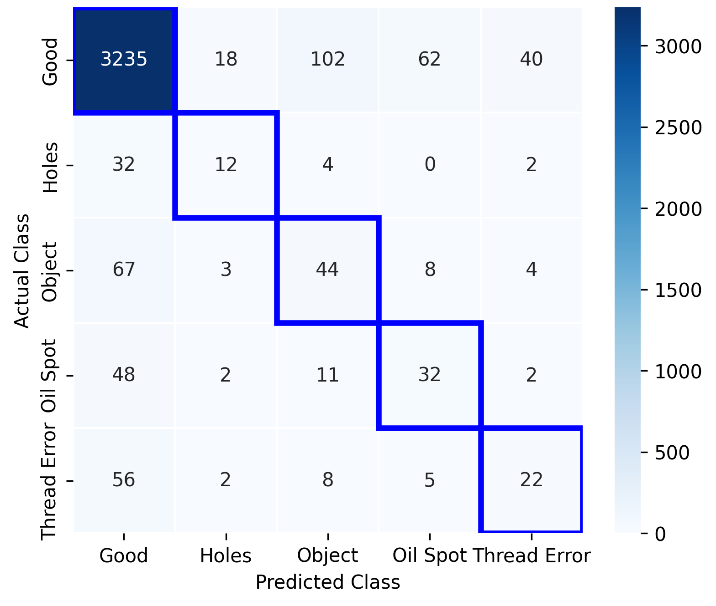 Actual Class
Good
Holes
Object
Oil Spot
Thread Error
3235 18 102 62 40
32 12 4 0 2
67 3 44 8 4
48 2 11 32 2
56 2 8 5 22
Good Holes Object Oil Spot Thread Error
Predicted Class
3000
2500
2000
1500
1000
500
0